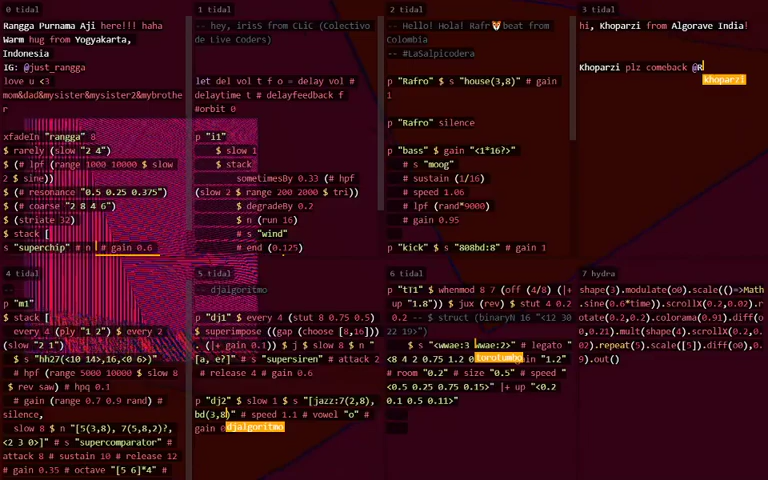 0 tidal
Rangga Purnama Aji here!!! haha
Warm hug from Yogyakarta,
Indonesia
IG: @just_rangga
love u <3
mom&dad&mysister&mysister2&mybrothe
r
xfadeIn "rangga" 8
$ rarely (slow "2 4")
$ (# lpf (range 1000 10000 $ slow
2 $ sine))
$ (# resonance "0.5 0.25 0.375")
$ (# coarse "2 8 4 6")
$ (striate 32)
$ stack [
s "superchip" # n # gain 0.6
1 tidal
-- hey, irisS from CLiC (Colectivo
de Live Coders)
let del vol t f o = delay vol #
delaytime t # delayfeedback f
#orbit 0
p "i1"
$ slow 1
$ stack
sometimesBy 0.33 (# hpf
(slow 2 $ range 200 2000 $ tri))
$ degradeBy 0.2
$ n (run 16)
# s "wind"
# end (0.125)
2 tidal
-- Hello! Hola! Rafr🦊beat from
Colombia
-- #LaSalpicodera
p "Rafro" $ s "house(3,8)" # gain
1
p "Rafro" silence
p "bass" $ gain "<1*16?>"
# s "moog"
# sustain (1/16)
# speed 1.06
# lpf (rand*9000)
# gain 0.95
p "kick" $ s "808bd:8" # gain 1
3 tidal
hi, Khoparzi from Algorave India!
Khoparzi plz comeback @R
khoparzi
4 tidal
--
p "m1"
$ stack [
every 4 (ply "1 2") $ every 2
(slow "2 1")
$ s "hh27(<10 14>,16,<0 6>)"
# hpf (range 5000 10000 $ slow 8
$ rev saw) # hpq 0.1
# gain (range 0.7 0.9 rand) #
silence,
slow 8 $ n "[5(3,8), 7(5,8,2)?,
<2 3 0>]" # s "supercomparator" #
attack 8 # sustain 10 # release 12
# gain 0.35 # octave "[5 6]*4" #
5 tidal
-- djalgoritmo
p "dj1" $ every 4 (stut 8 0.75 0.5)
$ superimpose ((gap (choose [8,16]))
. (|+ gain 0.1)) $ j $ slow 8 $ n "
[a, e?]" # s "supersiren" # attack 2
# release 4 # gain 0.6
p "dj2" $ slow 1 $ s "[jazz:7(2,8),
bd(3,8)" # speed 1.1 # vowel "o" #
gain 0
djalgoritmo
6 tidal
p "tT1" $ whenmod 8 7 (off (4/8) (|+
up "1.8")) $ jux (rev) $ stut 4 0.2
0.2 -- $ struct (binaryN 16 "<12 30
22 19>")
$ s "<wwae:3 wwae:2>" # legato "
<8 4 2 0.75 1.2 0 in "1.2"
torotumbo
# room "0.2" # size "0.5" # speed "
<0.5 0.25 0.75 0.15>" |+ up "<0.2
0.1 0.5 0.11>"
7 hydra
shape(3).modulate(o0).scale(()=>Math
.sine(0.6*time)).scrollX(0.2,0.02).r
otate(0.2,0.2).colorama(0.91).diff(o
0,0.21).mult(shape(4).scrollX(0.2,0.
02).repeat(5).scale([5]).diff(o0),0.
9).out()